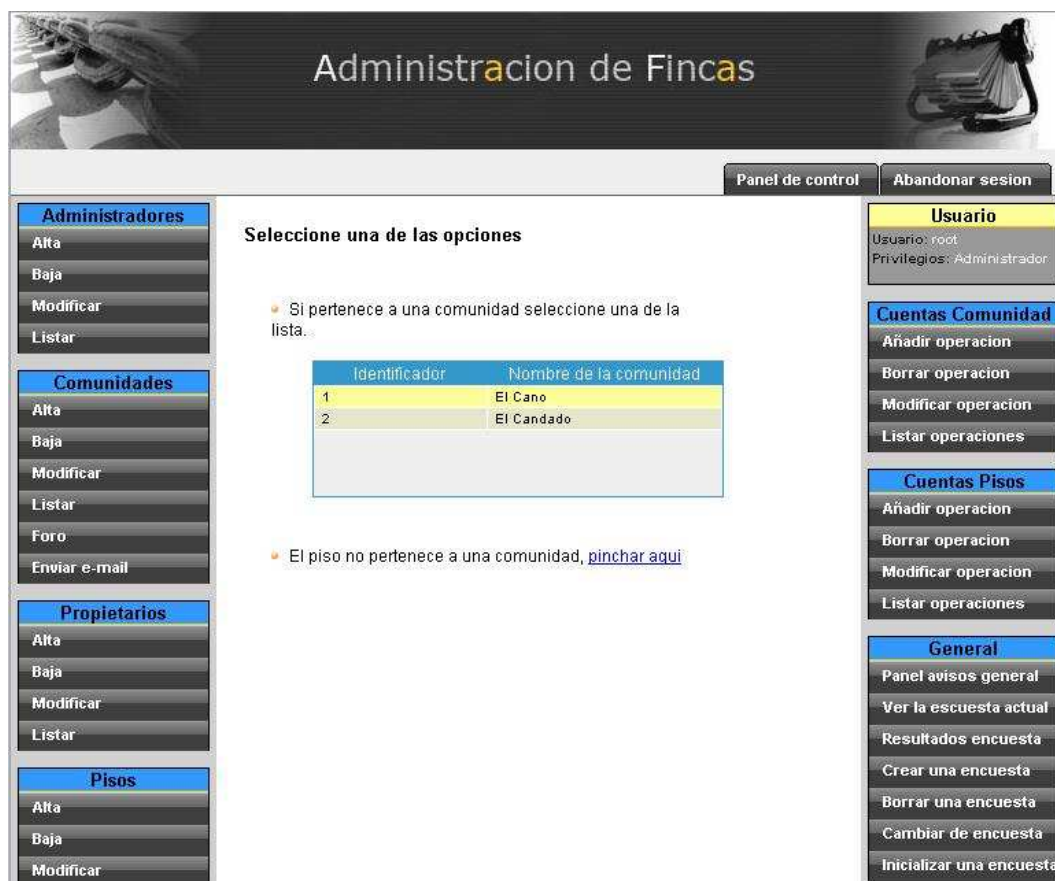 Administracion de Fincas
Panel de control
Abandonar sesion
Administradores
Alta
Baja
Modificar
Listar
Comunidades
Alta
Baja
Modificar
Listar
Foro
Enviar e-mail
Propietarios
Alta
Baja
Modificar
Listar
Pisos
Alta
Baja
Modificar
Seleccione una de las opciones
Si pertenece a una comunidad seleccione una de la
lista.
Identificador Nombre de la comunidad
1 El Cano
2 El Candado
El piso no pertenece a una comunidad, pinchar aqui
Usuario
Usuario: root
Privilegios: Administrador
Cuentas Comunidad
Añadir operacion
Borrar operacion
Modificar operacion
Listar operaciones
Cuentas Pisos
Añadir operacion
Borrar operacion
Modificar operacion
Listar operaciones
General
Panel avisos general
Ver la escuesta actual
Resultados encuesta
Crear una encuesta
Borrar una encuesta
Cambiar de encuesta
Inicializar una encuesta